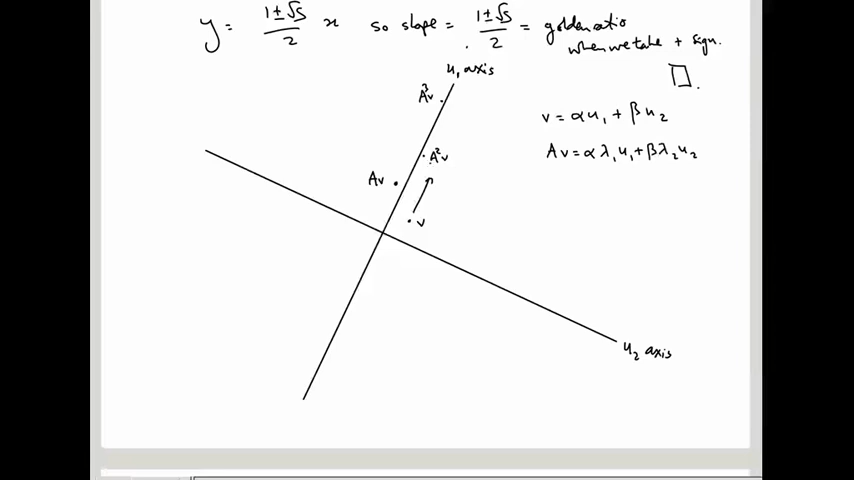 y = (1±√5)/2 x so slope = (1±√5)/2 = golden ratio
when we take + sign.
□.
u₁ axis
A³v
v = αu₁ + βu₂
Av = αλ₁u₁ + βλ₂u₂
A²v
Av
v
u₂ axis